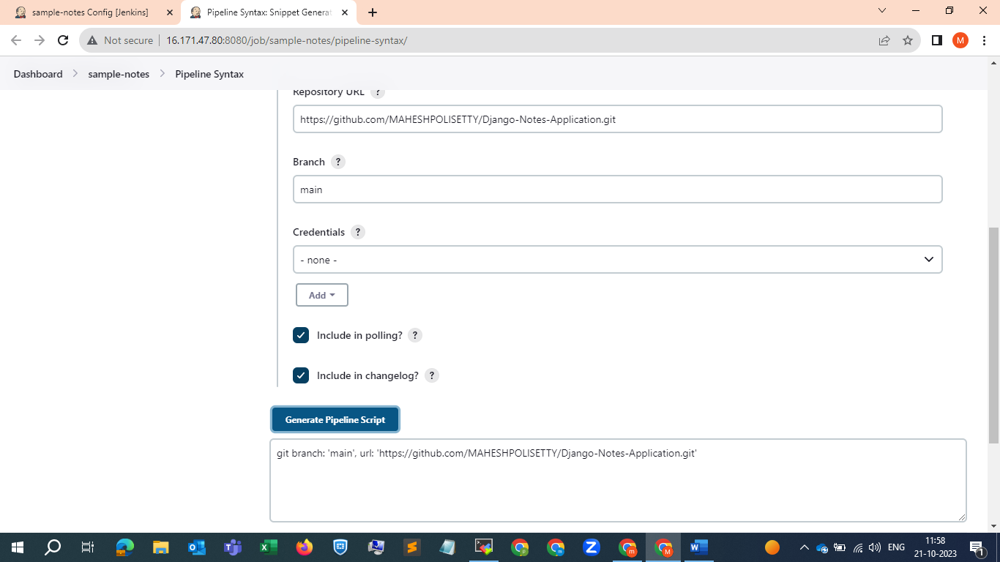 sample-notes Config [Jenkins]
Pipeline Syntax: Snippet Generat
Not secure
16.171.47.80:8080/job/sample-notes/pipeline-syntax/
M
Dashboard
sample-notes
Pipeline Syntax
Repository URL ?
https://github.com/MAHESHPOLISETTY/Django-Notes-Application.git
Branch ?
main
Credentials ?
- none -
Add
Include in polling? ?
Include in changelog? ?
Generate Pipeline Script
git branch: 'main', url: 'https://github.com/MAHESHPOLISETTY/Django-Notes-Application.git'
ENG
11:58
21-10-2023
1